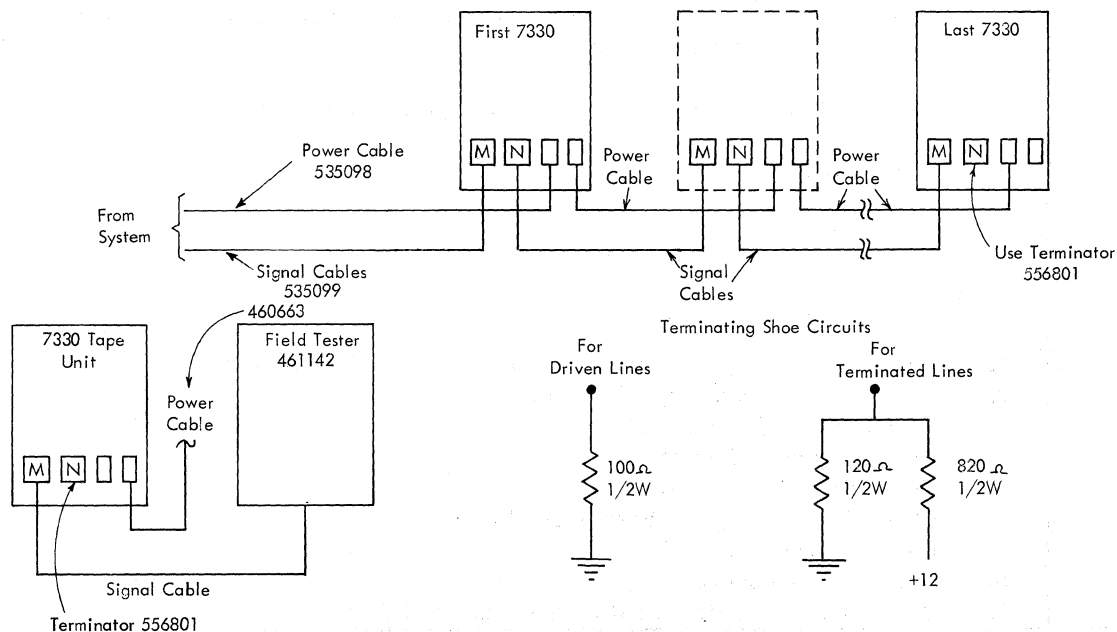 First 7330
Last 7330
M N
M N
M N
Power Cable
535098
Power
Cable
Power
Cable
From
System
Signal Cables
535099
Signal
Cables
Use Terminator
556801
460663
7330 Tape
Unit
Field Tester
461142
Power
Cable
M N
Signal Cable
Terminator 556801
Terminating Shoe Circuits
For
Driven Lines
100Ω
1/2W
For
Terminated Lines
120Ω
1/2W
820Ω
1/2W
+12